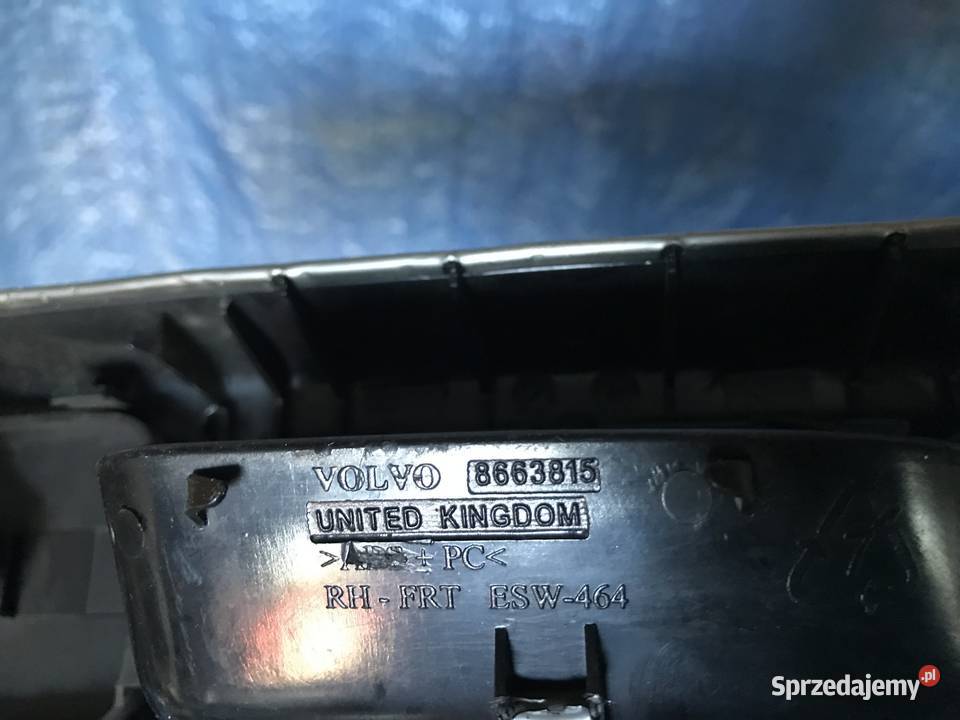 VOLVO 8663815
UNITED KINGDOM
>ABS + PC<
RH - FRT ESW-464
Sprzedajemy.pl